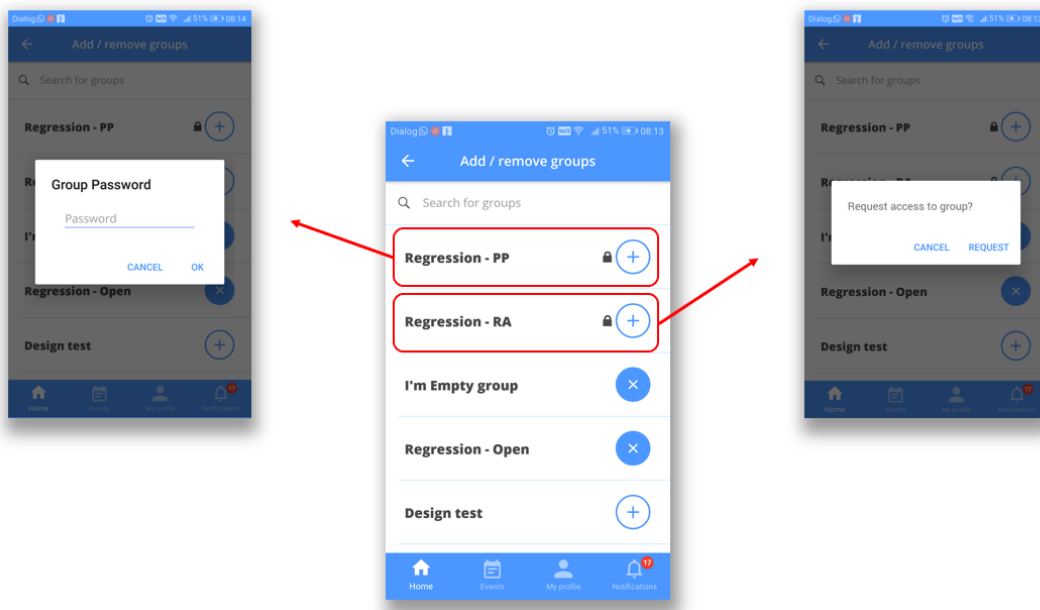 Dialog 51% 08:14
Add / remove groups
Search for groups
Regression - PP
Group Password
Password
CANCEL OK
Regression - Open
Design test
Home Events My profile Notifications
17
Dialog 51% 08:13
Add / remove groups
Search for groups
Regression - PP
Regression - RA
I'm Empty group
Regression - Open
Design test
Home Events My profile Notifications
17
Dialog 51% 08:13
Add / remove groups
Search for groups
Regression - PP
Request access to group?
CANCEL REQUEST
Regression - Open
Design test
Home Events My profile Notifications
17